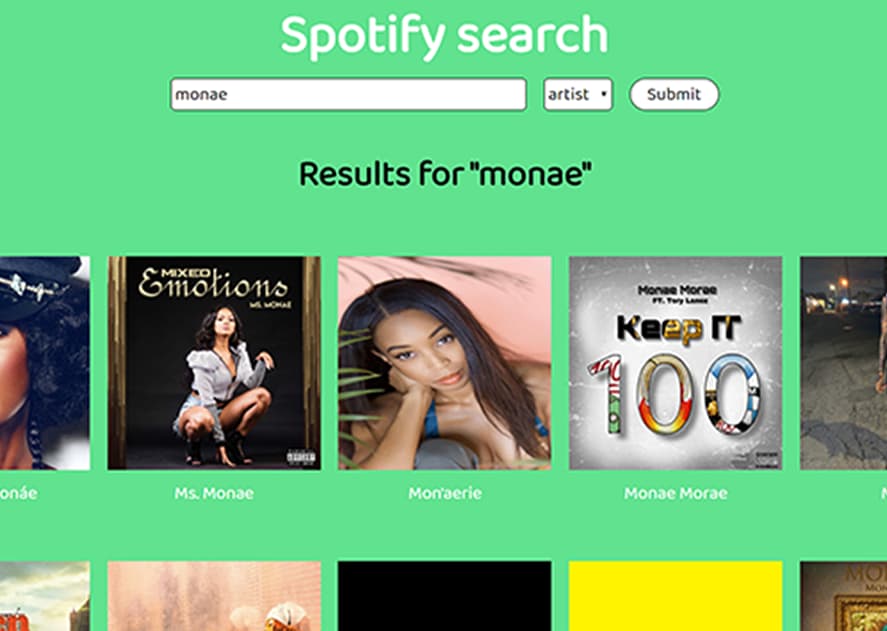 Spotify search
monae
artist
Submit
Results for "monae"
MIXED
Emotions
MS. MONAE
Monae Morae
FT. Tory Lanez
Keep IT
100
onáe
Ms. Monae
Mon'aerie
Monae Morae